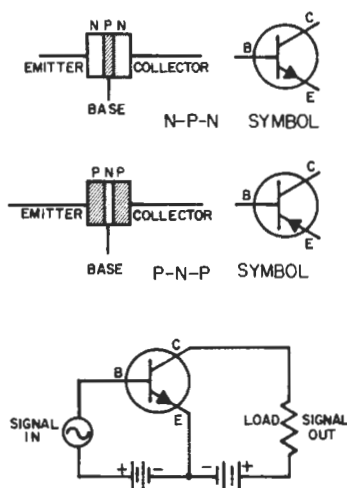 N P N
C
B
E
EMITTER
COLLECTOR
BASE
N-P-N SYMBOL
P N P
C
B
E
EMITTER
COLLECTOR
BASE
P-N-P SYMBOL
C
B
E
SIGNAL
IN
LOAD
SIGNAL
OUT
+ - - +